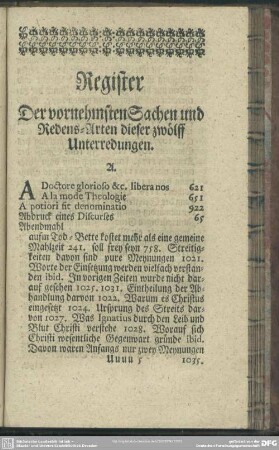 Register
Der vornehmsten Sachen und
Redens-Arten dieser zwölff
Unterredungen.
A.
A Doctore glorioso &c. libera nos 621
A la mode Theologie 651
A potiori fit denominatio 922
Abdruck eines Discurses 65
Abendmahl
aufm Tod-Bette kostet mehr als eine gemeine
Mahlzeit 241. soll frey seyn 758. Streitig-
keiten davon sind pure Meynungen 1021.
Worte der Einsetzung werden vielfach verstan-
den ibid. In vorigen Zeiten wurde nicht dar-
auf gesehen 1025. 1031. Eintheilung der Ab-
handlung darvon 1022. Warum es Christus
eingesetzt 1024. Ursprung des Streits dar-
von 1027. Was Ignatius durch den Leib und
Blut Christi verstehe 1028. Worauf sich
Christi wesentliche Gegenwart gründe ibid.
Davon waren Anfangs nur zwey Meynungen
Uuuu 5 1035.